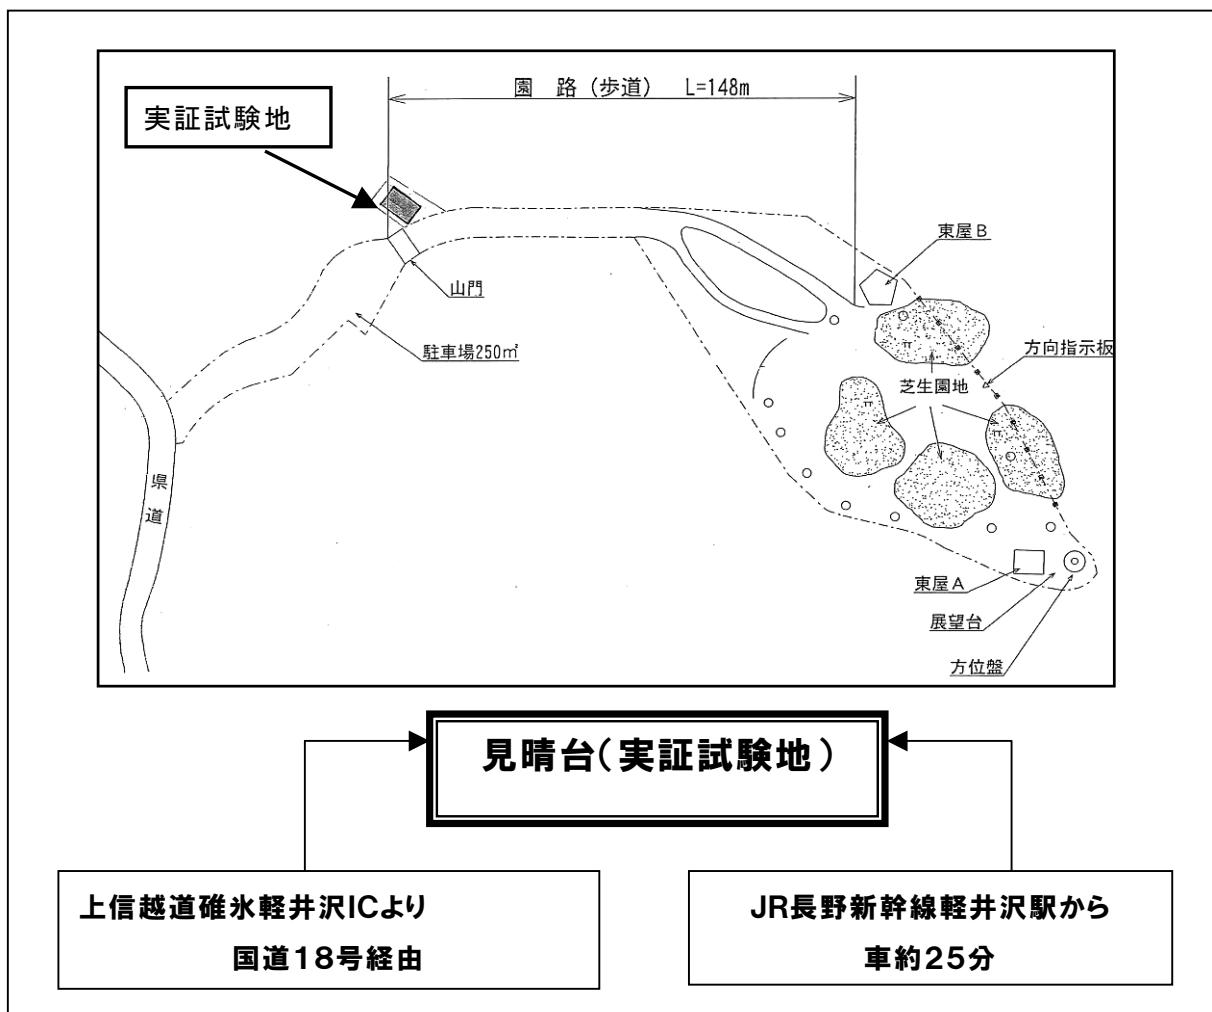 園 路 (歩道) L=148m
実証試験地
東屋B
山門
方向指示板
駐車場250㎡
芝生園地
県
道
東屋A
展望台
方位盤
見晴台(実証試験地)
上信越道碓氷軽井沢ICより
国道18号経由
JR長野新幹線軽井沢駅から
車約25分